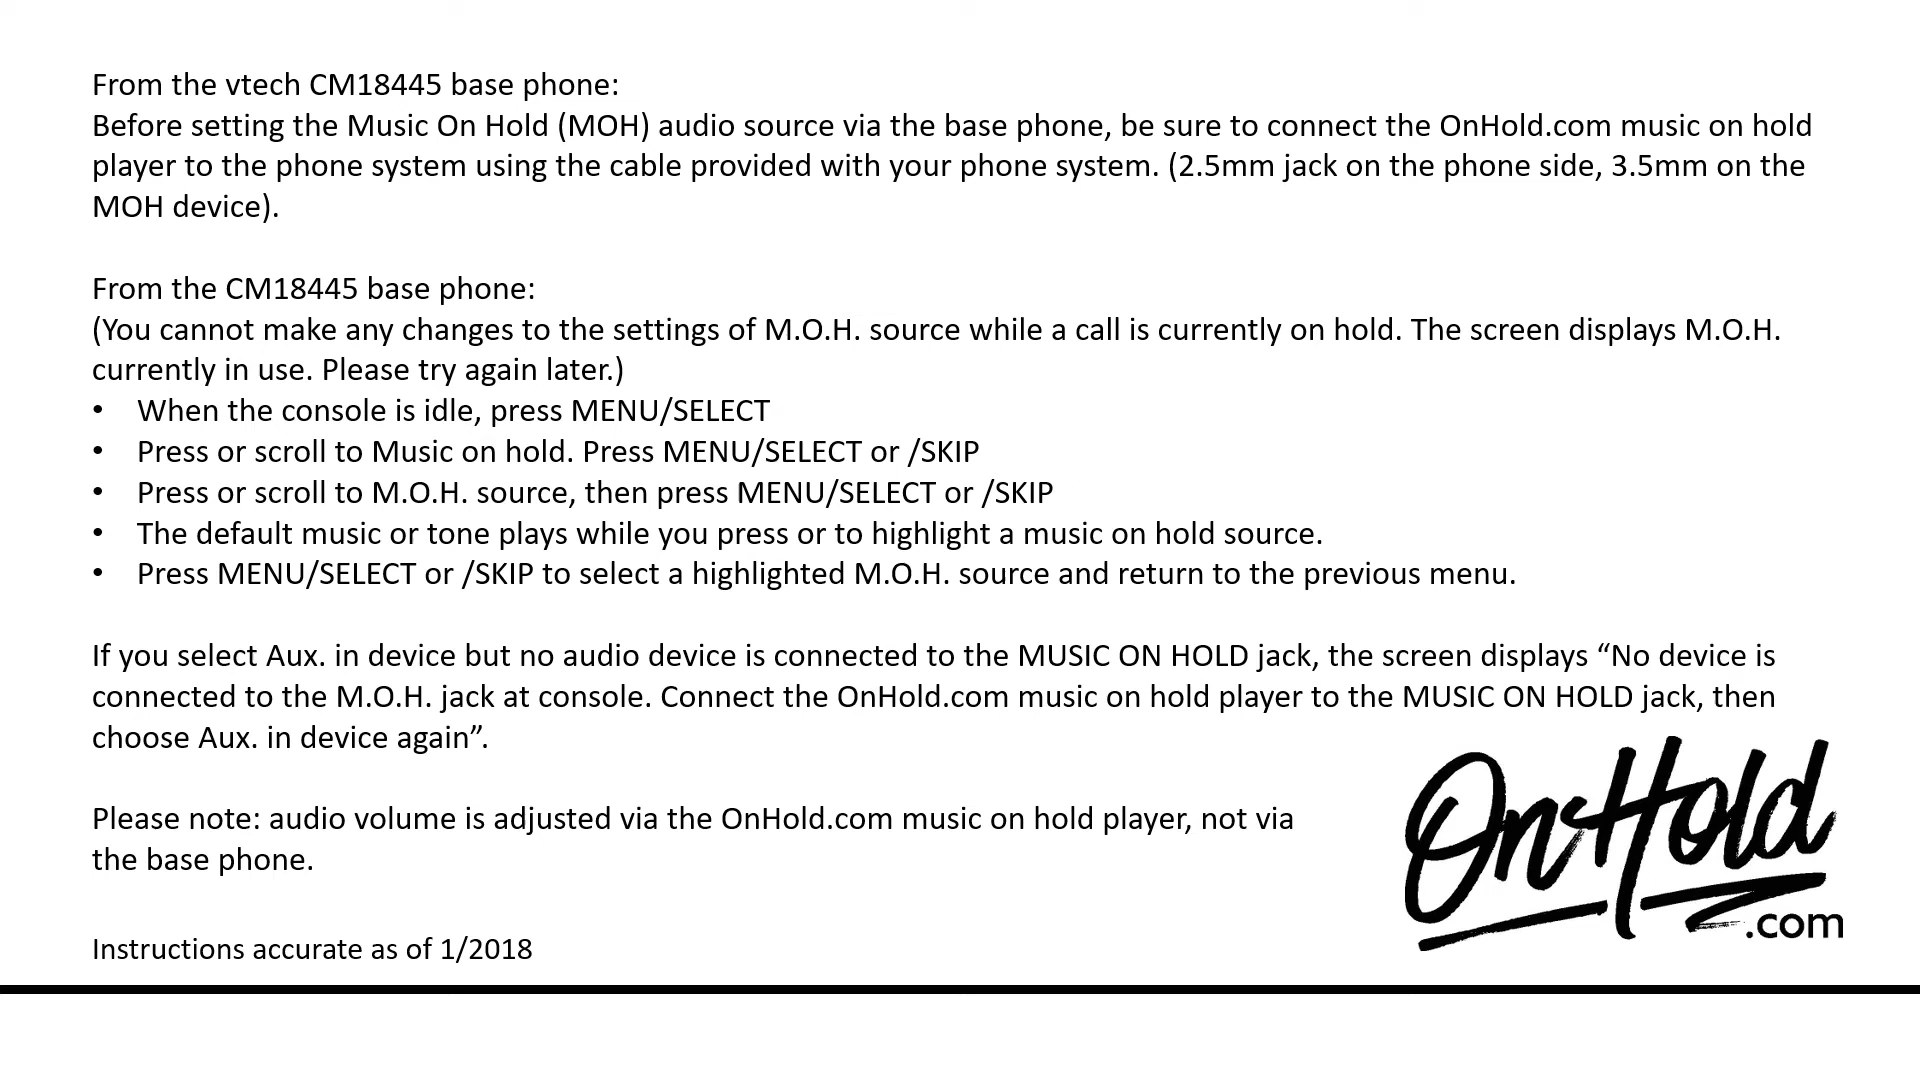 From the vtech CM18445 base phone:
Before setting the Music On Hold (MOH) audio source via the base phone, be sure to connect the OnHold.com music on hold
player to the phone system using the cable provided with your phone system. (2.5mm jack on the phone side, 3.5mm on the
MOH device).
From the CM18445 base phone:
(You cannot make any changes to the settings of M.O.H. source while a call is currently on hold. The screen displays M.O.H.
currently in use. Please try again later.)
• When the console is idle, press MENU/SELECT
• Press or scroll to Music on hold. Press MENU/SELECT or /SKIP
• Press or scroll to M.O.H. source, then press MENU/SELECT or /SKIP
• The default music or tone plays while you press or to highlight a music on hold source.
• Press MENU/SELECT or /SKIP to select a highlighted M.O.H. source and return to the previous menu.
If you select Aux. in device but no audio device is connected to the MUSIC ON HOLD jack, the screen displays “No device is
connected to the M.O.H. jack at console. Connect the OnHold.com music on hold player to the MUSIC ON HOLD jack, then
choose Aux. in device again”.
Please note: audio volume is adjusted via the OnHold.com music on hold player, not via
the base phone.
OnHold
.com
Instructions accurate as of 1/2018